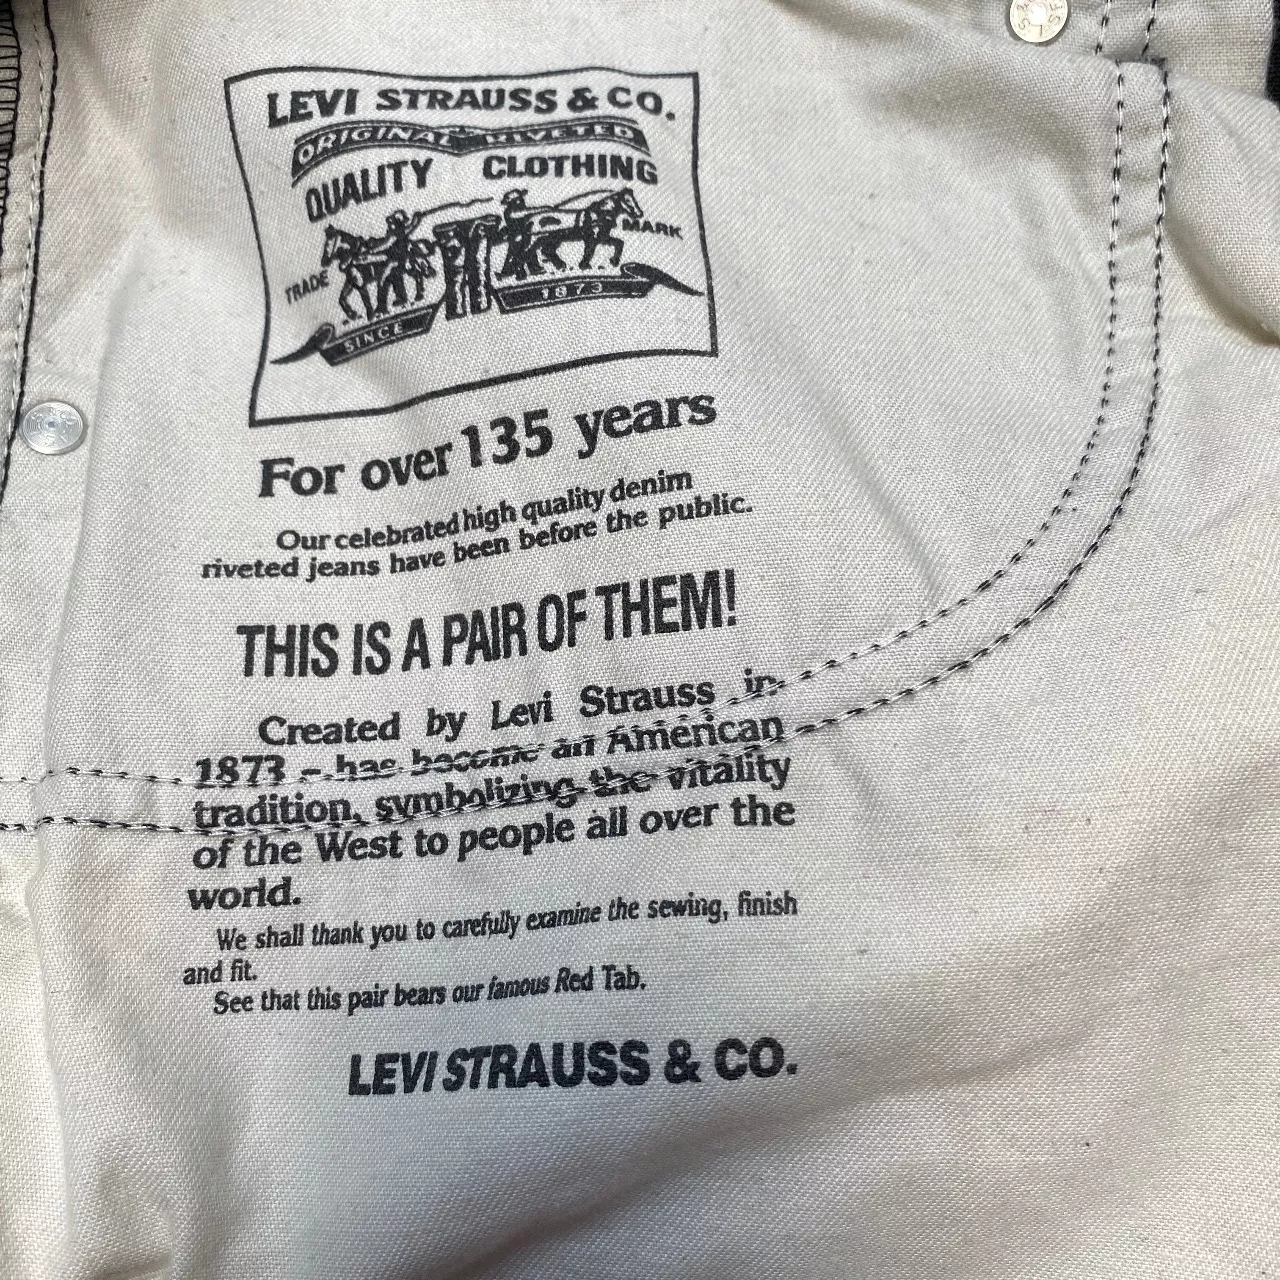 LEVI STRAUSS & CO.
ORIGINAL RIVETED
QUALITY CLOTHING
TRADE MARK
SINCE 1873
For over 135 years
Our celebrated high quality denim
riveted jeans have been before the public.
THIS IS A PAIR OF THEM!
Created by Levi Strauss in
1873 - has become an American
tradition, symbolizing the vitality
of the West to people all over the
world.
We shall thank you to carefully examine the sewing, finish
and fit.
See that this pair bears our famous Red Tab.
LEVI STRAUSS & CO.